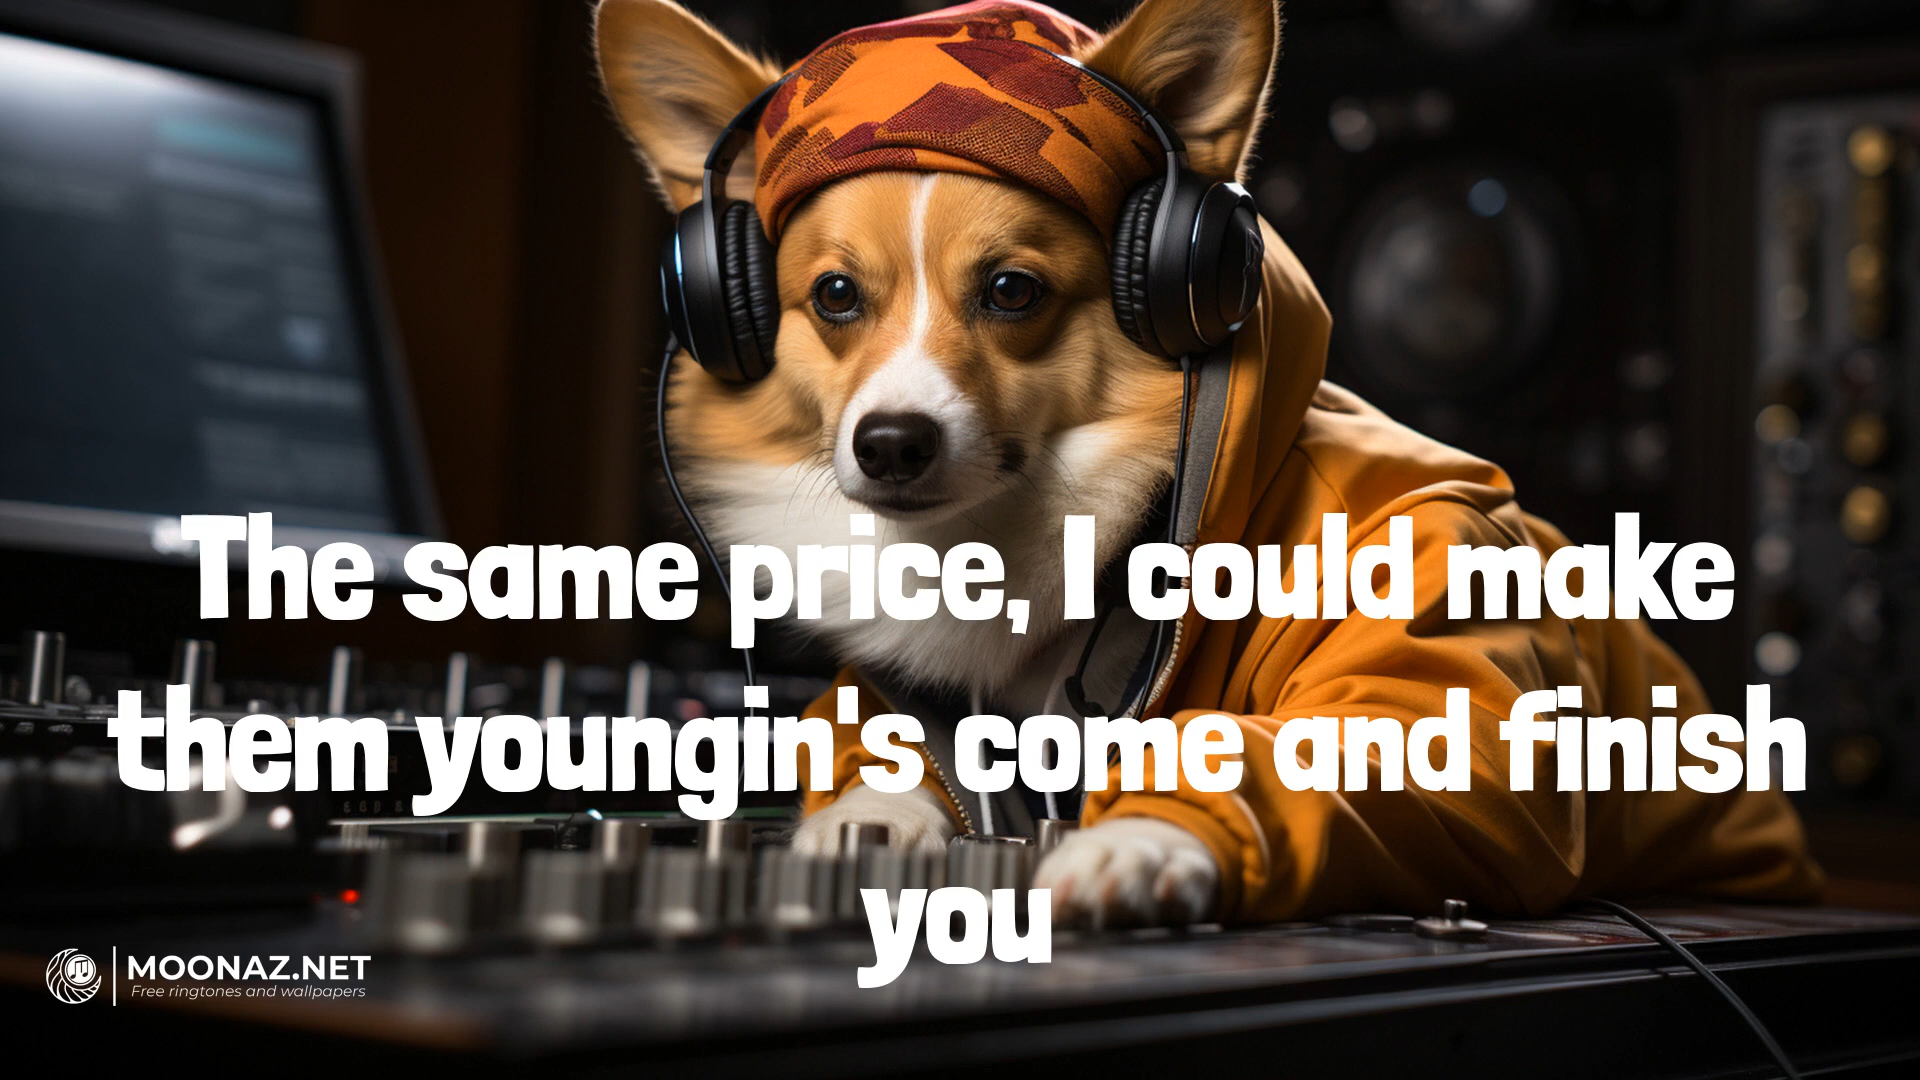 The same price, I could make
them youngin's come and finish
you
MOONAZ.NET
Free ringtones and wallpapers